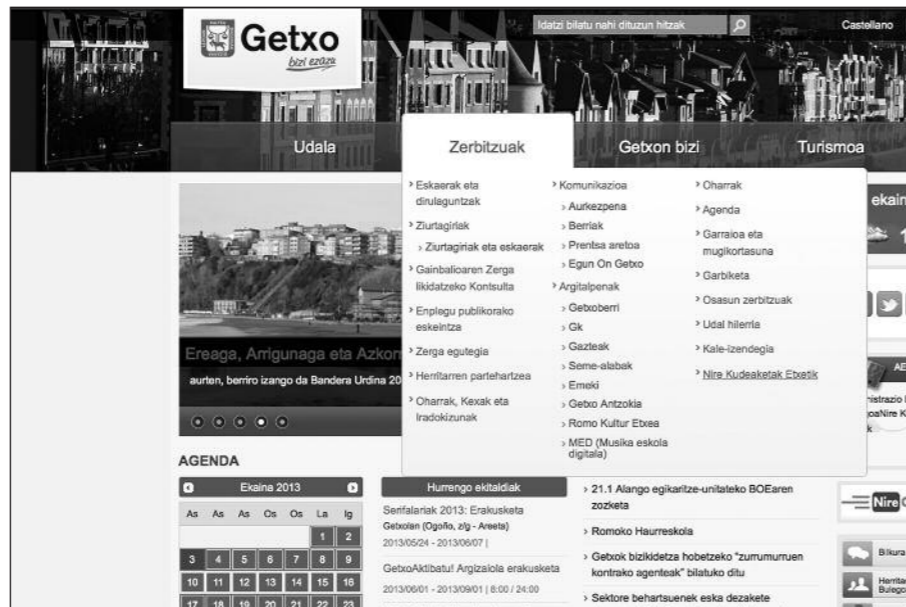 Getxo
bizi ezazu
Idatzi bilatu nahi dituzun hitzak
Castellano
Udala
Zerbitzuak
Getxon bizi
Turismoa
Eskaerak eta
dirulaguntzak
Ziurtagiriak
Ziurtagiriak eta eskaerak
Gainbalioaren Zerga
likidatzeko Kontsulta
Enplegu publikorako
eskeintza
Zerga egutegia
Herritarren partehartzea
Oharrak, Kexak eta
Iradokizunak
Komunikazioa
Aurkezpena
Berriak
Prentsa aretoa
Egun On Getxo
Argitalpenak
Getxoberri
Gk
Gazteak
Seme-alabak
Emeki
Getxo Antzokia
Romo Kultur Etxea
MED (Musika eskola
digitala)
Oharrak
Agenda
Garraioa eta
mugikortasuna
Garbiketa
Osasun zerbitzuak
Udal hilerria
Kale-izendegia
Nire Kudeaketak Etxetik
Ereaga, Arrigunaga eta Azkorr
aurten, berriro izango da Bandera Urdina 20
ekain
AGENDA
Ekaina 2013
As As As Os Os La Ig
1 2
3 4 5 6 7 8 9
10 11 12 13 14 15 16
17 18 19 20 21 22 23
Hurrengo ekitaldiak
Serifalariak 2013: Erakusketa
Getxolan (Ogoño, z/g - Areeta)
2013/05/24 - 2013/06/07 |
GetxoAktibatu! Argizaiola erakusketa
2013/06/01 - 2013/09/01 | 8:00 / 24:00
21.1 Alango egikaritze-unitateko BOEaren
zozketa
Romoko Haurreskola
Getxok bizikidetza hobetzeko "zurrumurruen
kontrako agenteak" bilatuko ditu
Sektore behartsuenek eska dezakete
Nire
Bilkura
Herritar
Bulego